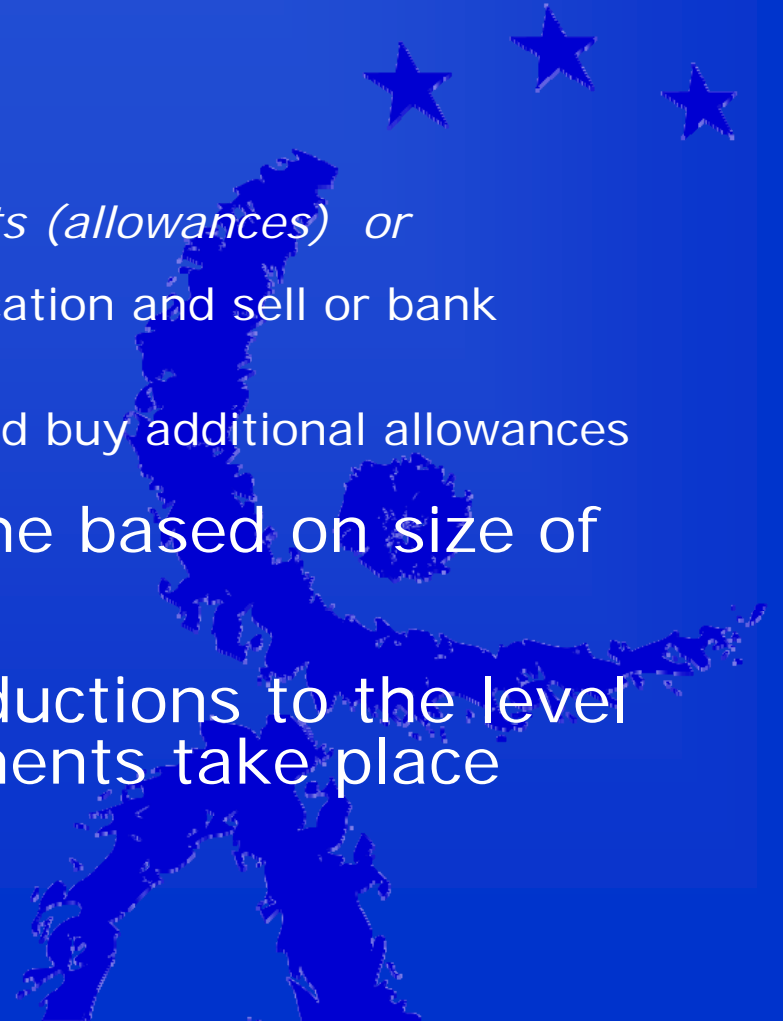 ts (allowances) or
ation and sell or bank
d buy additional allowances
ne based on size of
ductions to the level
nents take place